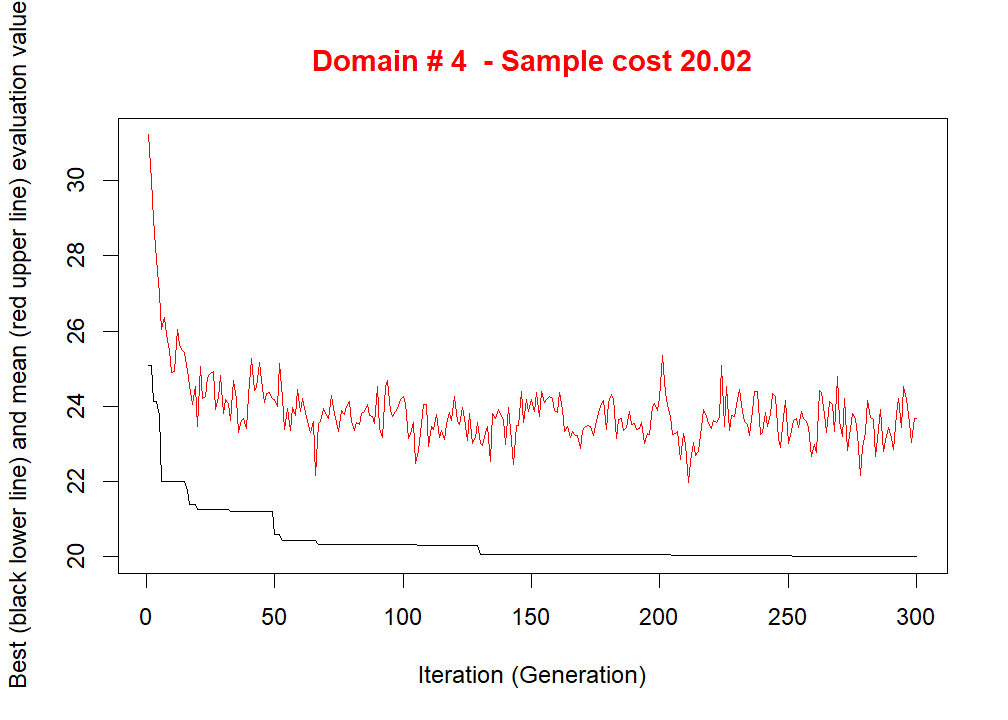 Domain # 4  - Sample cost 20.02
Best (black lower line) and mean (red upper line) evaluation value
30
28
26
24
22
20
0 50 100 150 200 250 300
Iteration (Generation)